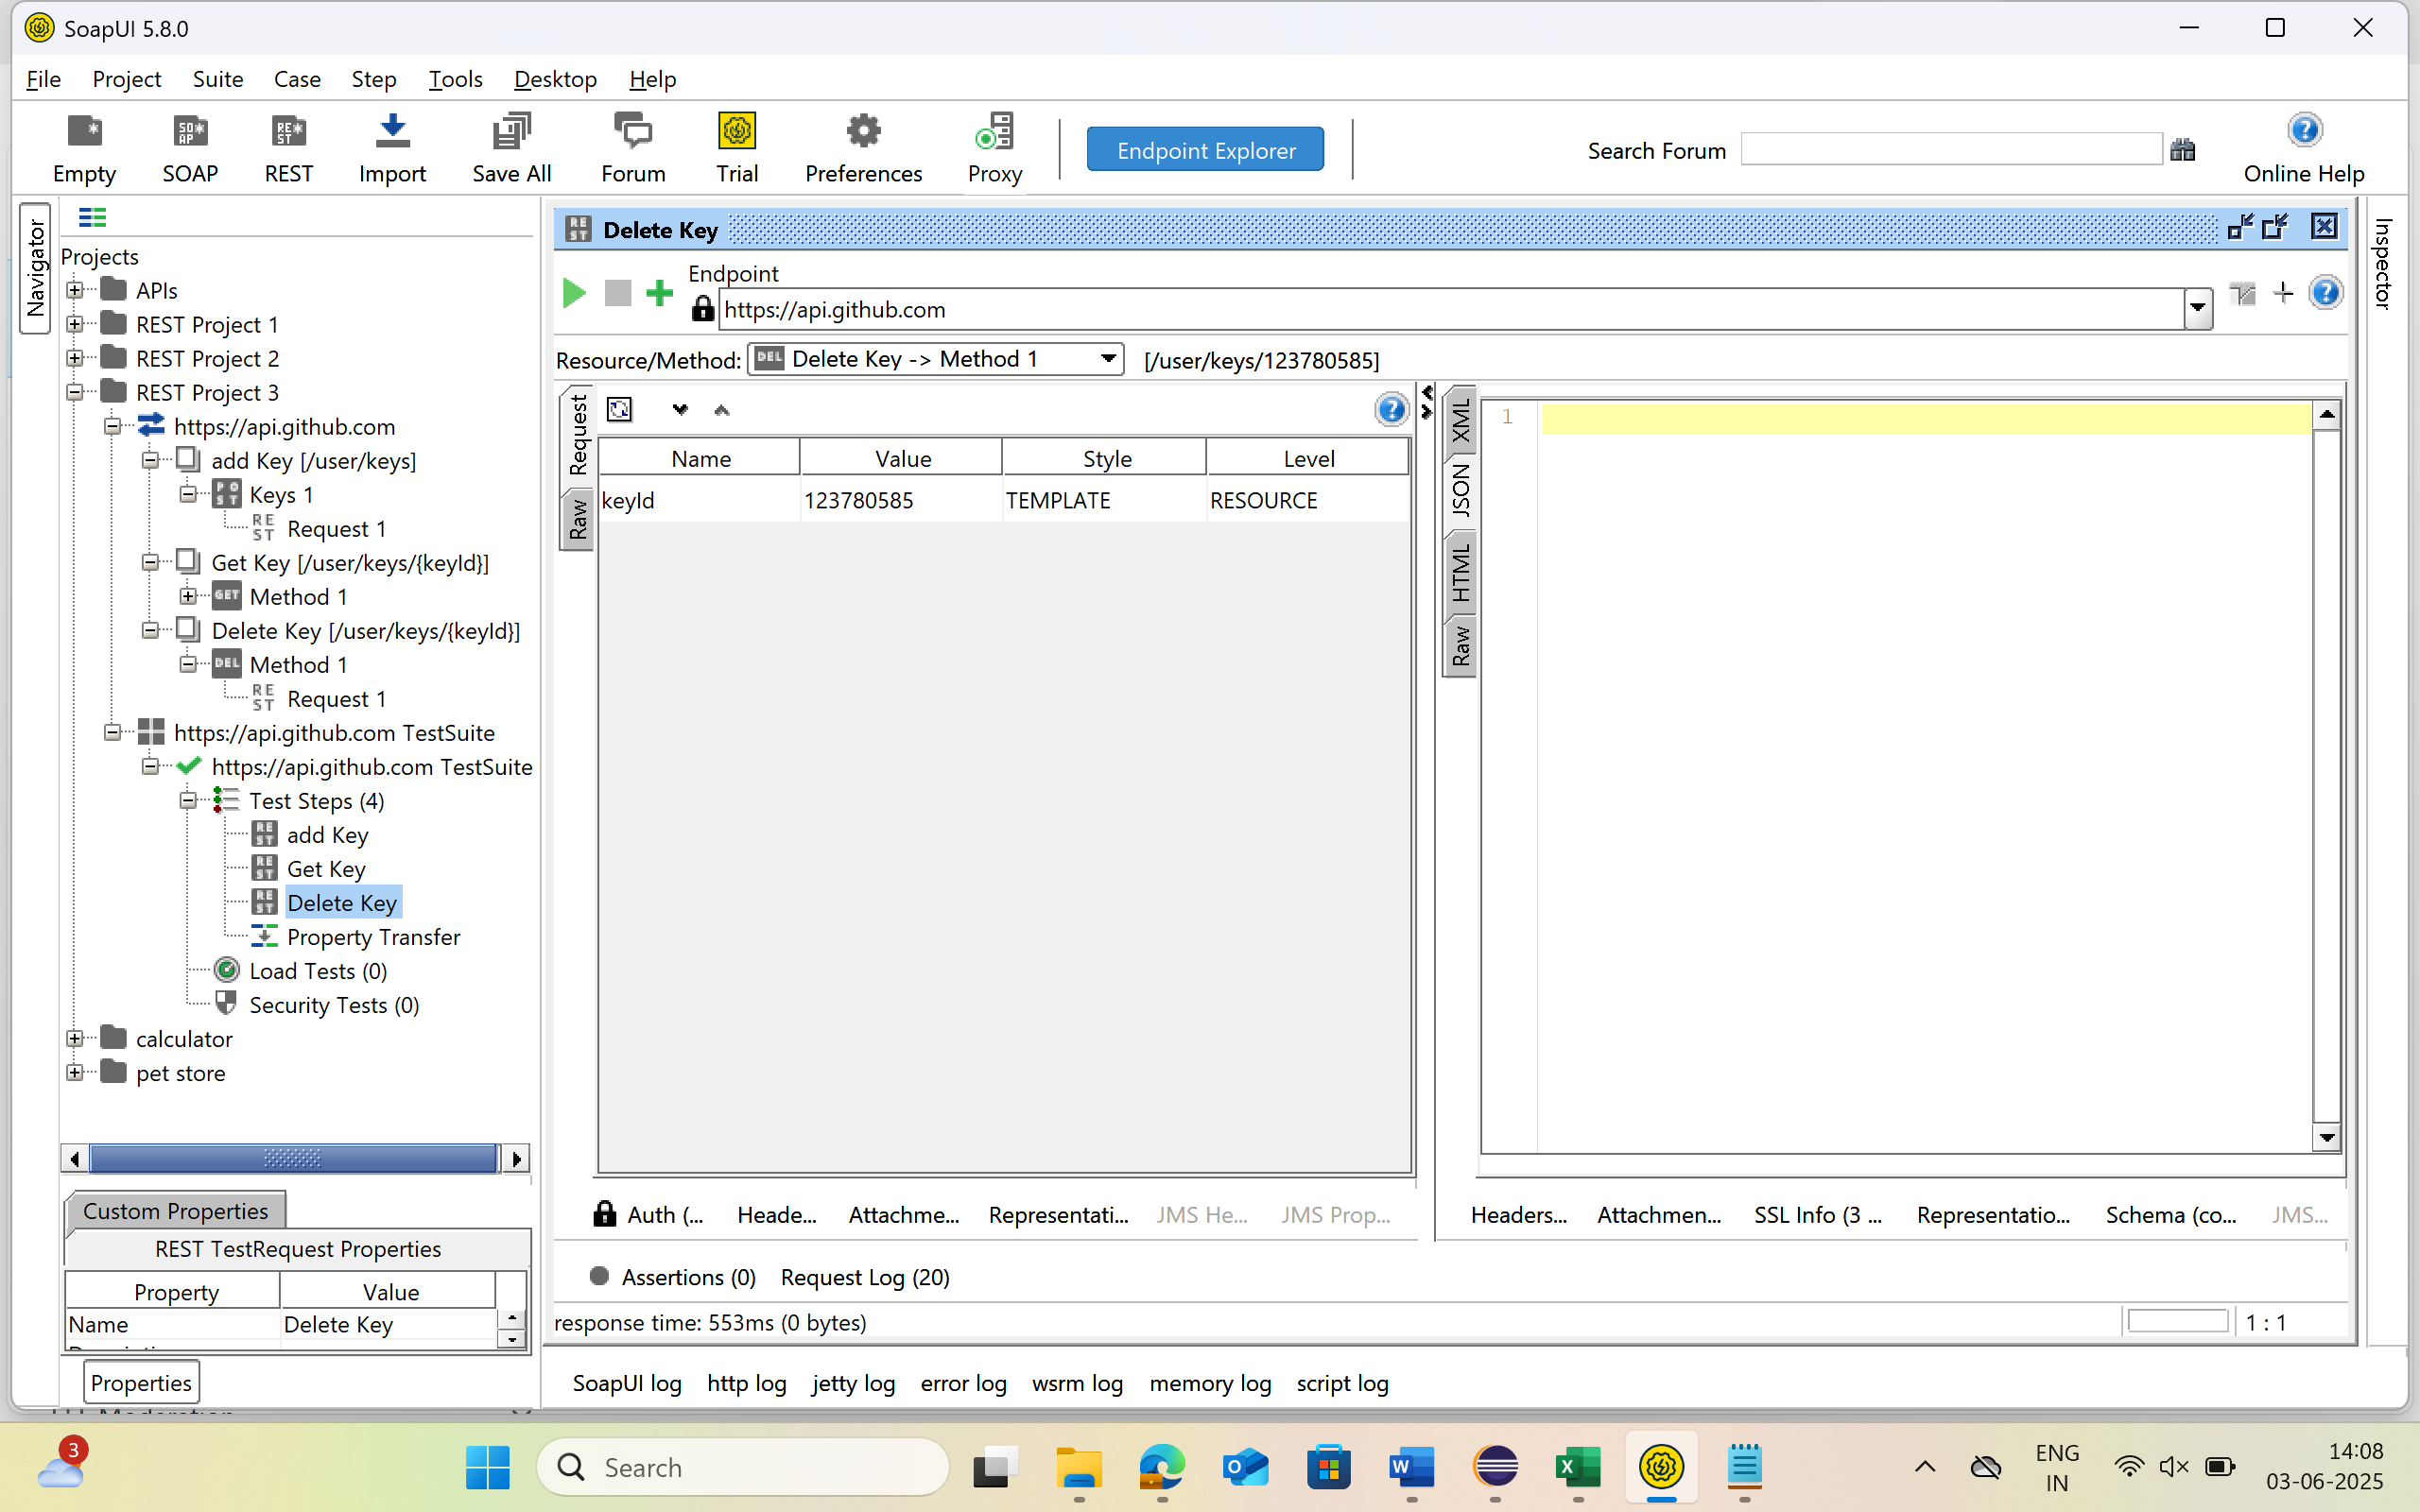 SoapUI 5.8.0
File Project Suite Case Step Tools Desktop Help
Empty SOAP REST Import Save All Forum Trial Preferences Proxy Endpoint Explorer Search Forum Online Help
Navigator
Projects
APIs
REST Project 1
REST Project 2
REST Project 3
https://api.github.com
add Key [/user/keys]
POST Keys 1
REST Request 1
Get Key [/user/keys/{keyId}]
GET Method 1
Delete Key [/user/keys/{keyId}]
DEL Method 1
REST Request 1
https://api.github.com TestSuite
https://api.github.com TestSuite
Test Steps (4)
REST add Key
REST Get Key
REST Delete Key
Property Transfer
Load Tests (0)
Security Tests (0)
calculator
pet store
Custom Properties
REST TestRequest Properties
Property Value
Name Delete Key
Properties
REST Delete Key
Endpoint
https://api.github.com
Resource/Method: DEL Delete Key -> Method 1 [/user/keys/123780585]
Request
Raw
Name Value Style Level
keyId 123780585 TEMPLATE RESOURCE
XML
JSON
HTML
Raw
1
Auth (... Heade... Attachme... Representati... JMS He... JMS Prop...
Headers... Attachmen... SSL Info (3 ... Representatio... Schema (co... JMS...
Assertions (0) Request Log (20)
response time: 553ms (0 bytes)
1 : 1
Inspector
SoapUI log http log jetty log error log wsrm log memory log script log
3
Search
ENG
IN
14:08
03-06-2025